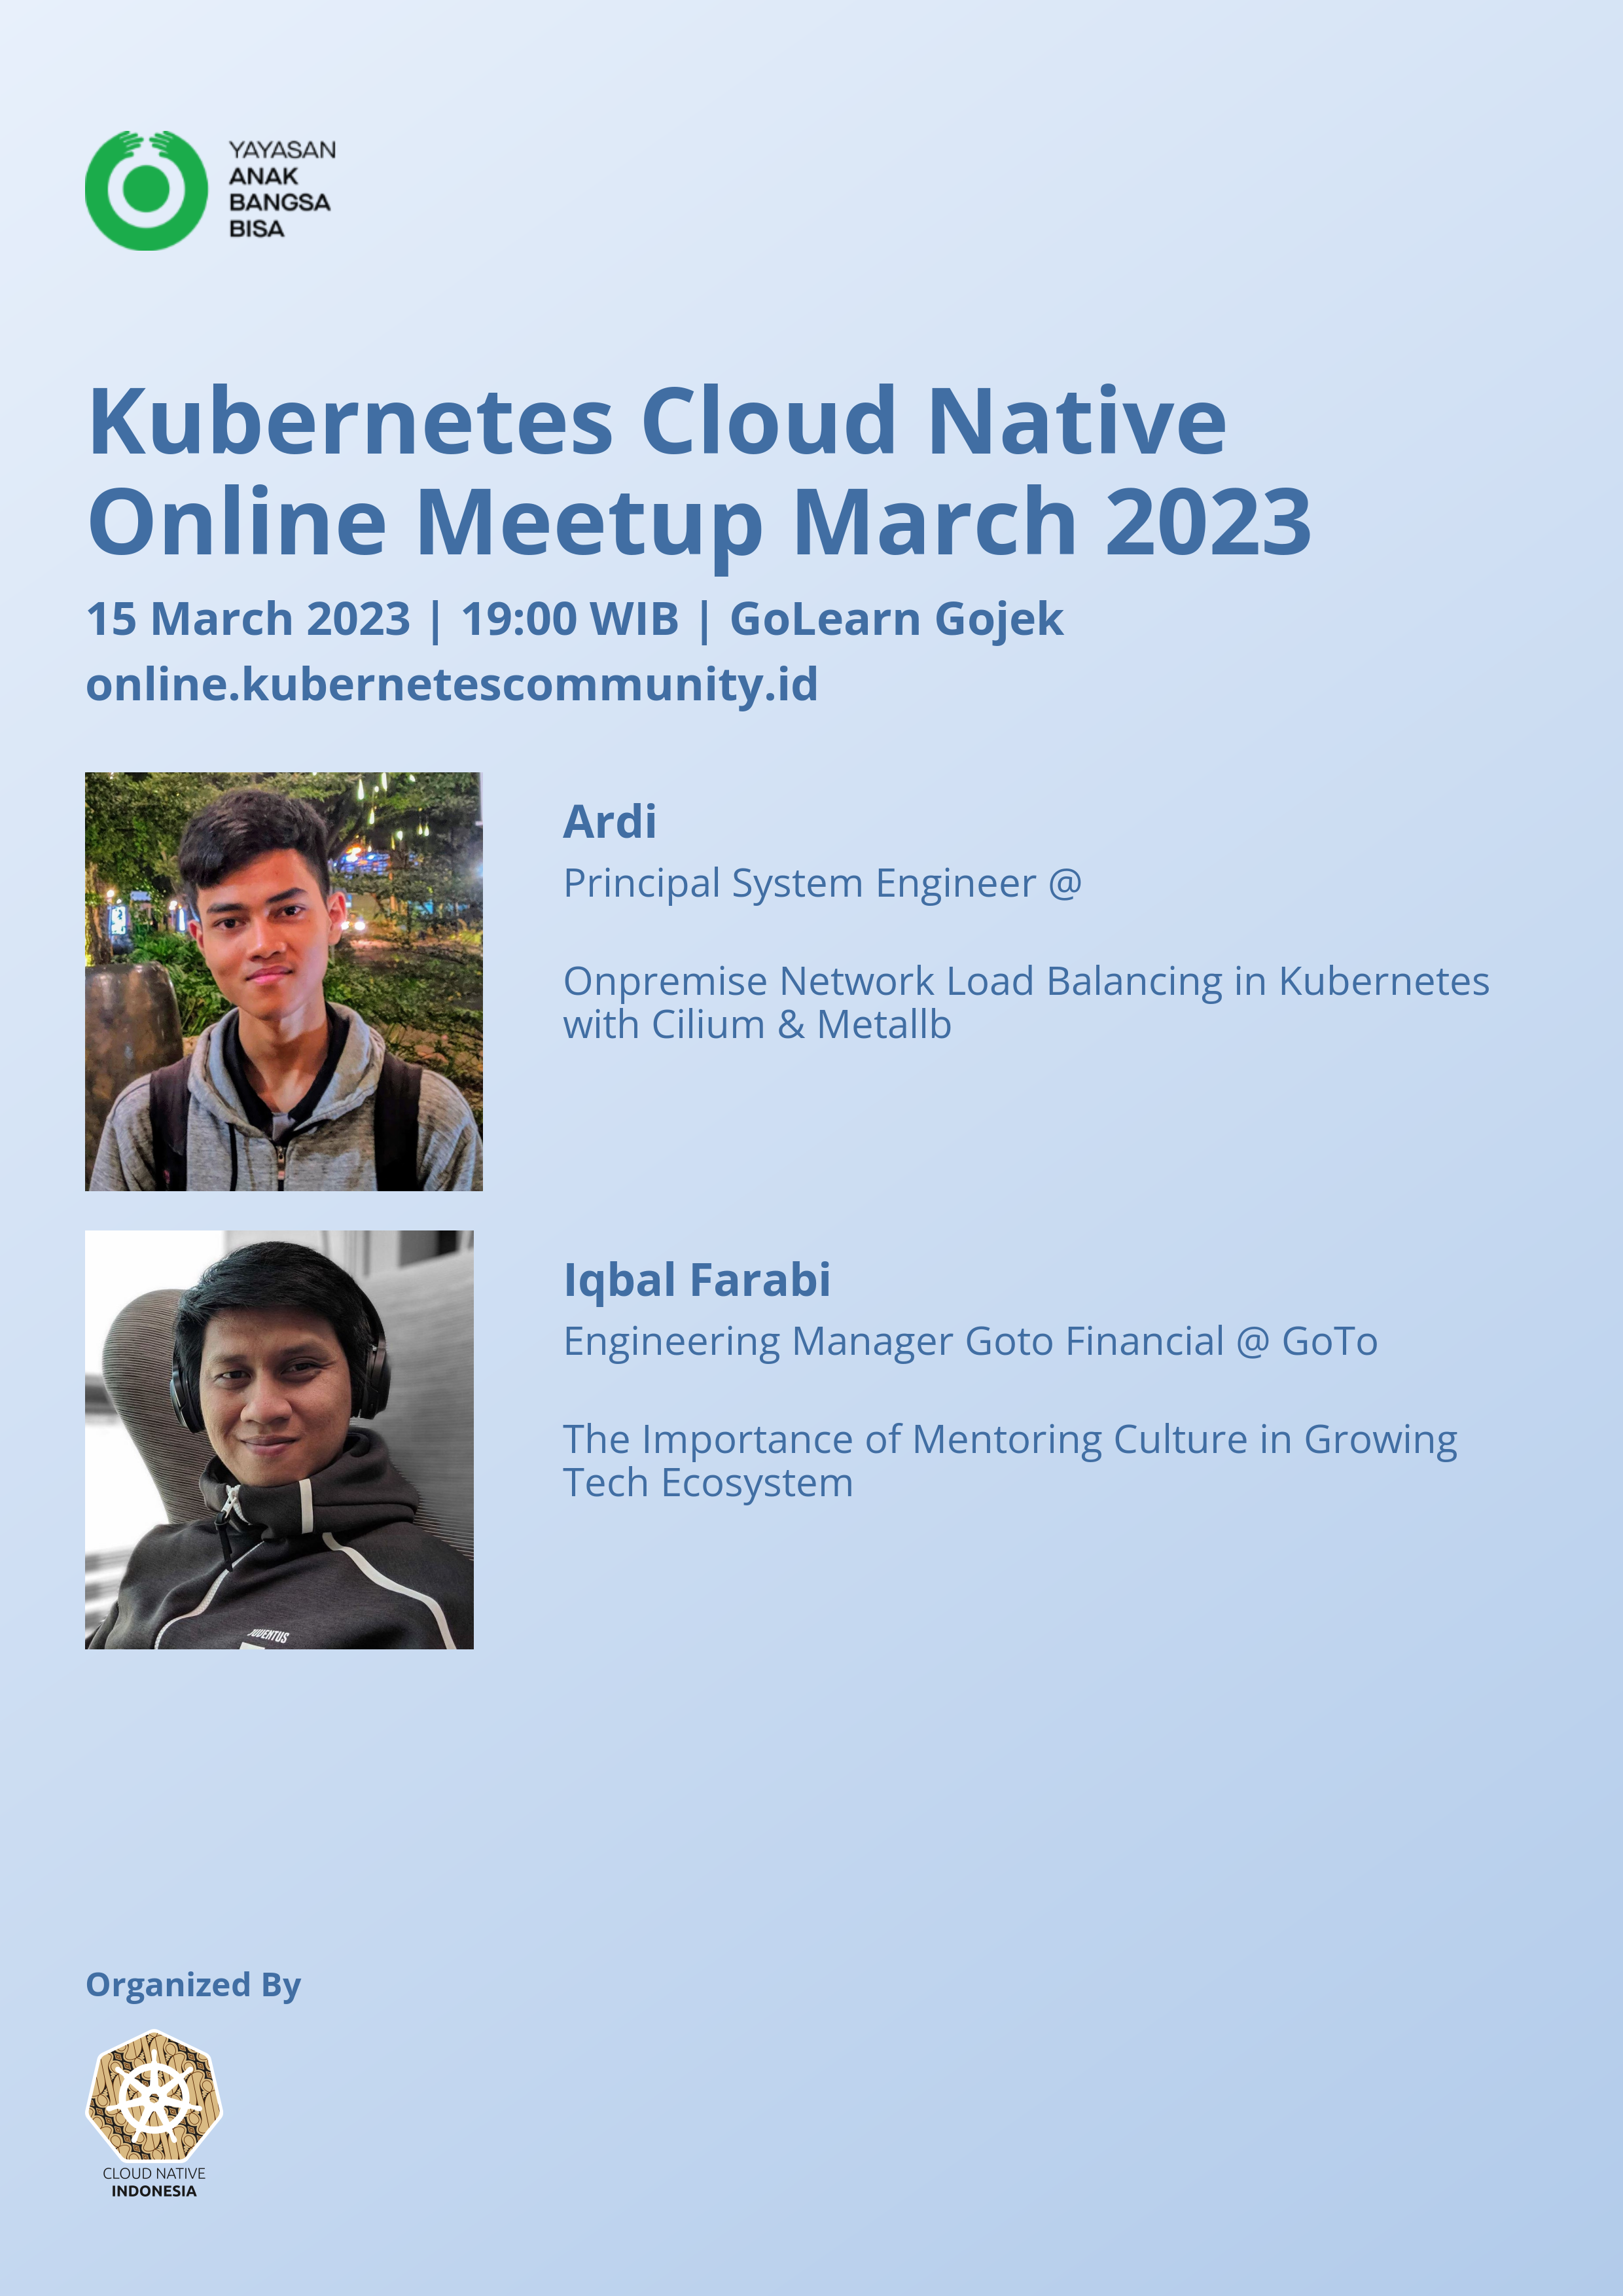 YAYASAN
ANAK
BANGSA
BISA
Kubernetes Cloud Native
Online Meetup March 2023
15 March 2023 | 19:00 WIB | GoLearn Gojek
online.kubernetescommunity.id
Ardi
Principal System Engineer @
Onpremise Network Load Balancing in Kubernetes
with Cilium & Metallb
Iqbal Farabi
Engineering Manager Goto Financial @ GoTo
The Importance of Mentoring Culture in Growing
Tech Ecosystem
JUVENTUS
Organized By
CLOUD NATIVE
INDONESIA